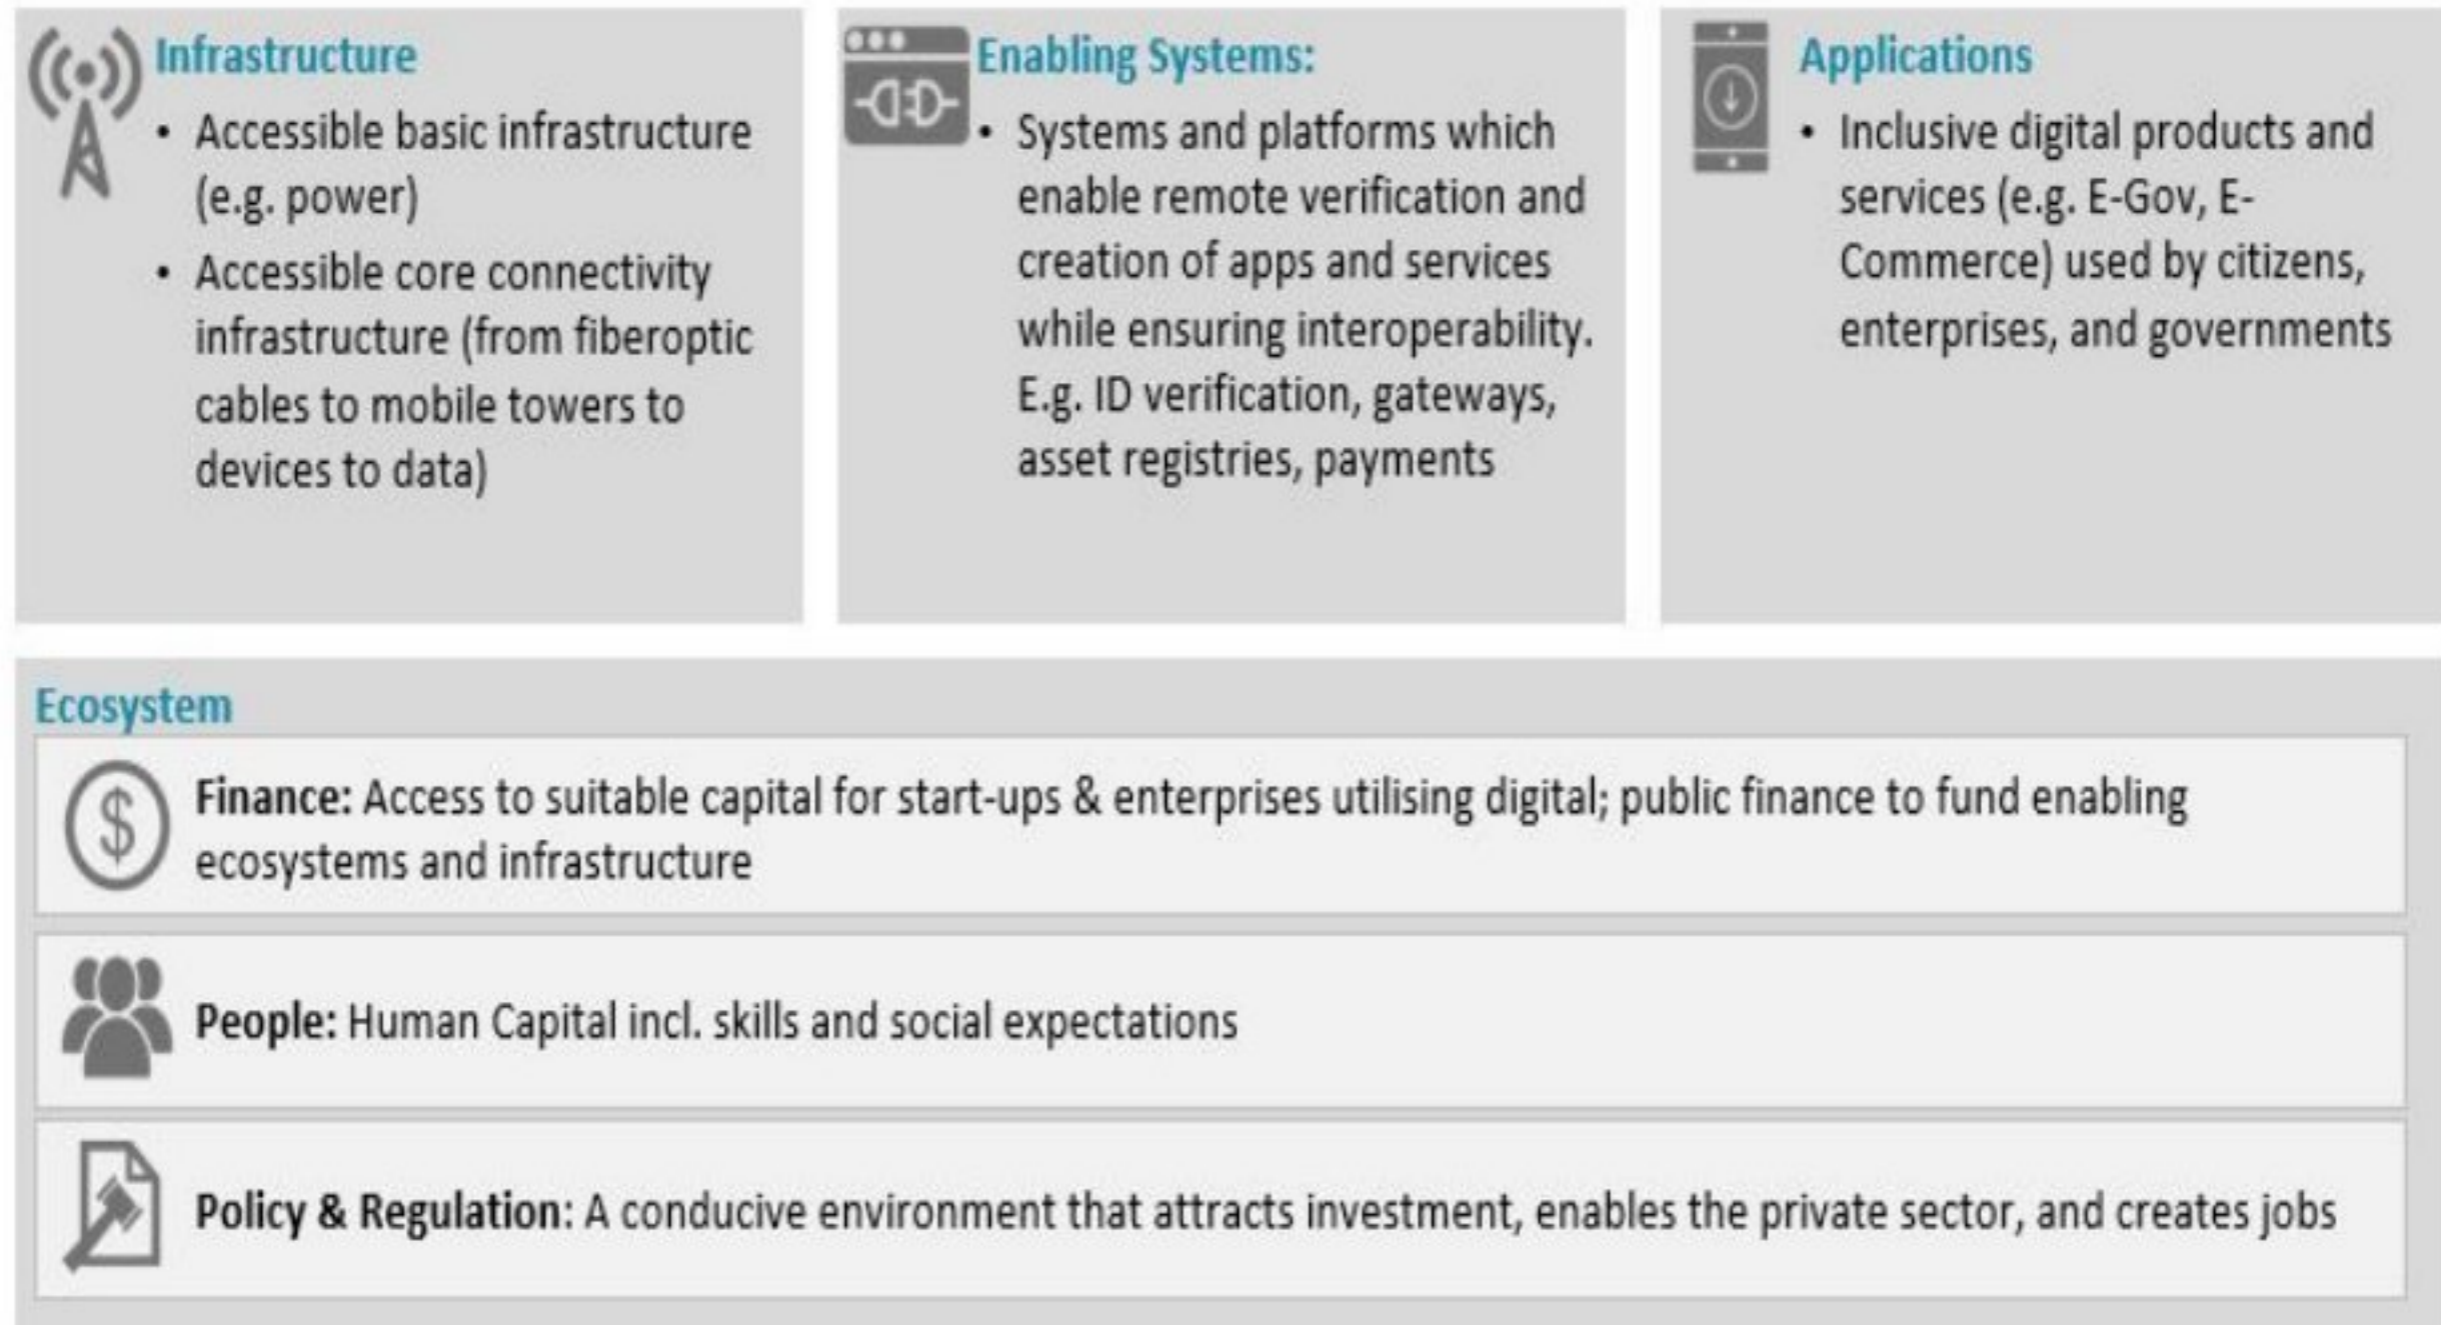 Infrastructure
• Accessible basic infrastructure
(e.g. power)
• Accessible core connectivity
infrastructure (from fiberoptic
cables to mobile towers to
devices to data)
Enabling Systems:
• Systems and platforms which
enable remote verification and
creation of apps and services
while ensuring interoperability.
E.g. ID verification, gateways,
asset registries, payments
Applications
• Inclusive digital products and
services (e.g. E-Gov, E-
Commerce) used by citizens,
enterprises, and governments
Ecosystem
$
Finance: Access to suitable capital for start-ups & enterprises utilising digital; public finance to fund enabling
ecosystems and infrastructure
People: Human Capital incl. skills and social expectations
Policy & Regulation: A conducive environment that attracts investment, enables the private sector, and creates jobs